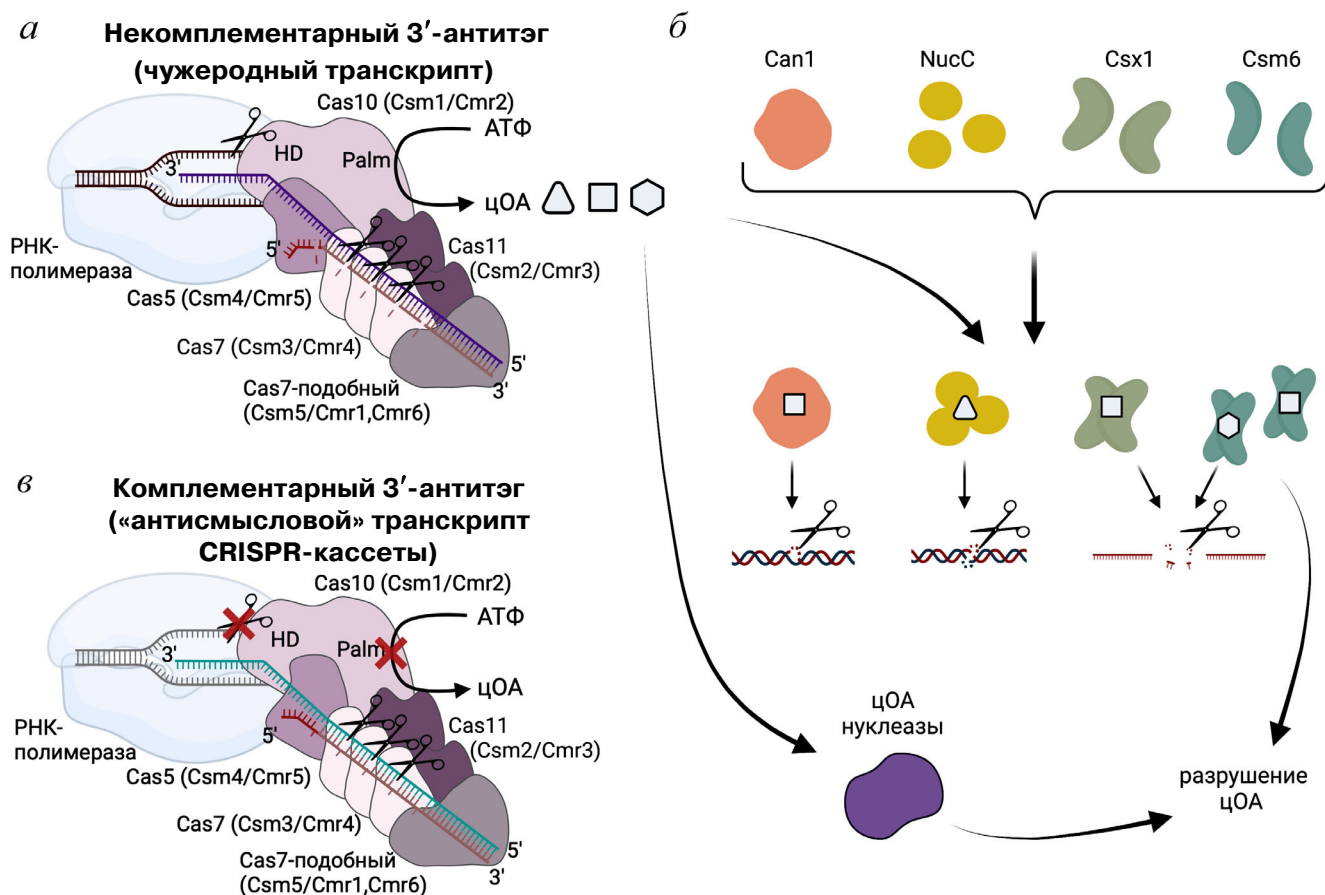 а
Некомплементарный 3′-антитэг
(чужеродный транскрипт)
Cas10 (Csm1/Cmr2)
АТФ
3'
HD
Palm
цОА
5'
РНК-
полимераза
Cas11
(Csm2/Cmr3)
Cas5 (Csm4/Cmr5)
Cas7 (Csm3/Cmr4)
5'
3'
Cas7-подобный
(Csm5/Cmr1,Cmr6)
б
Can1
NucC
Csx1
Csm6
цОА
нуклеазы
разрушение
цОА
в
Комплементарный 3′-антитэг
(«антисмысловой» транскрипт
CRISPR-кассеты)
Cas10 (Csm1/Cmr2)
АТФ
3'
HD
Palm
цОА
РНК-
полимераза
5'
Cas11
(Csm2/Cmr3)
Cas5 (Csm4/Cmr5)
Cas7 (Csm3/Cmr4)
5'
3'
Cas7-подобный
(Csm5/Cmr1,Cmr6)